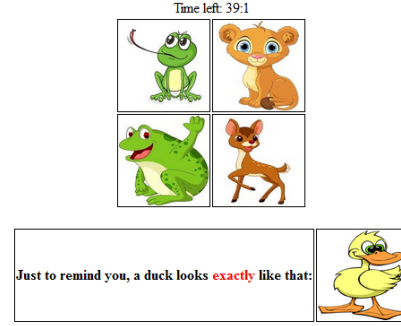 Time left: 39:1
Just to remind you, a duck looks exactly like that: